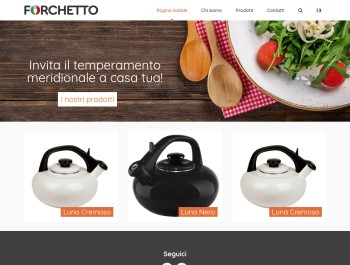 FORCHETTO
Pagina iniziale Chi siamo Prodotti Contatti
Invita il temperamento
meridionale a casa tua!
I nostri prodotti
Luna Cremoso
Luna Nero
Luna Cremoso
Seguici